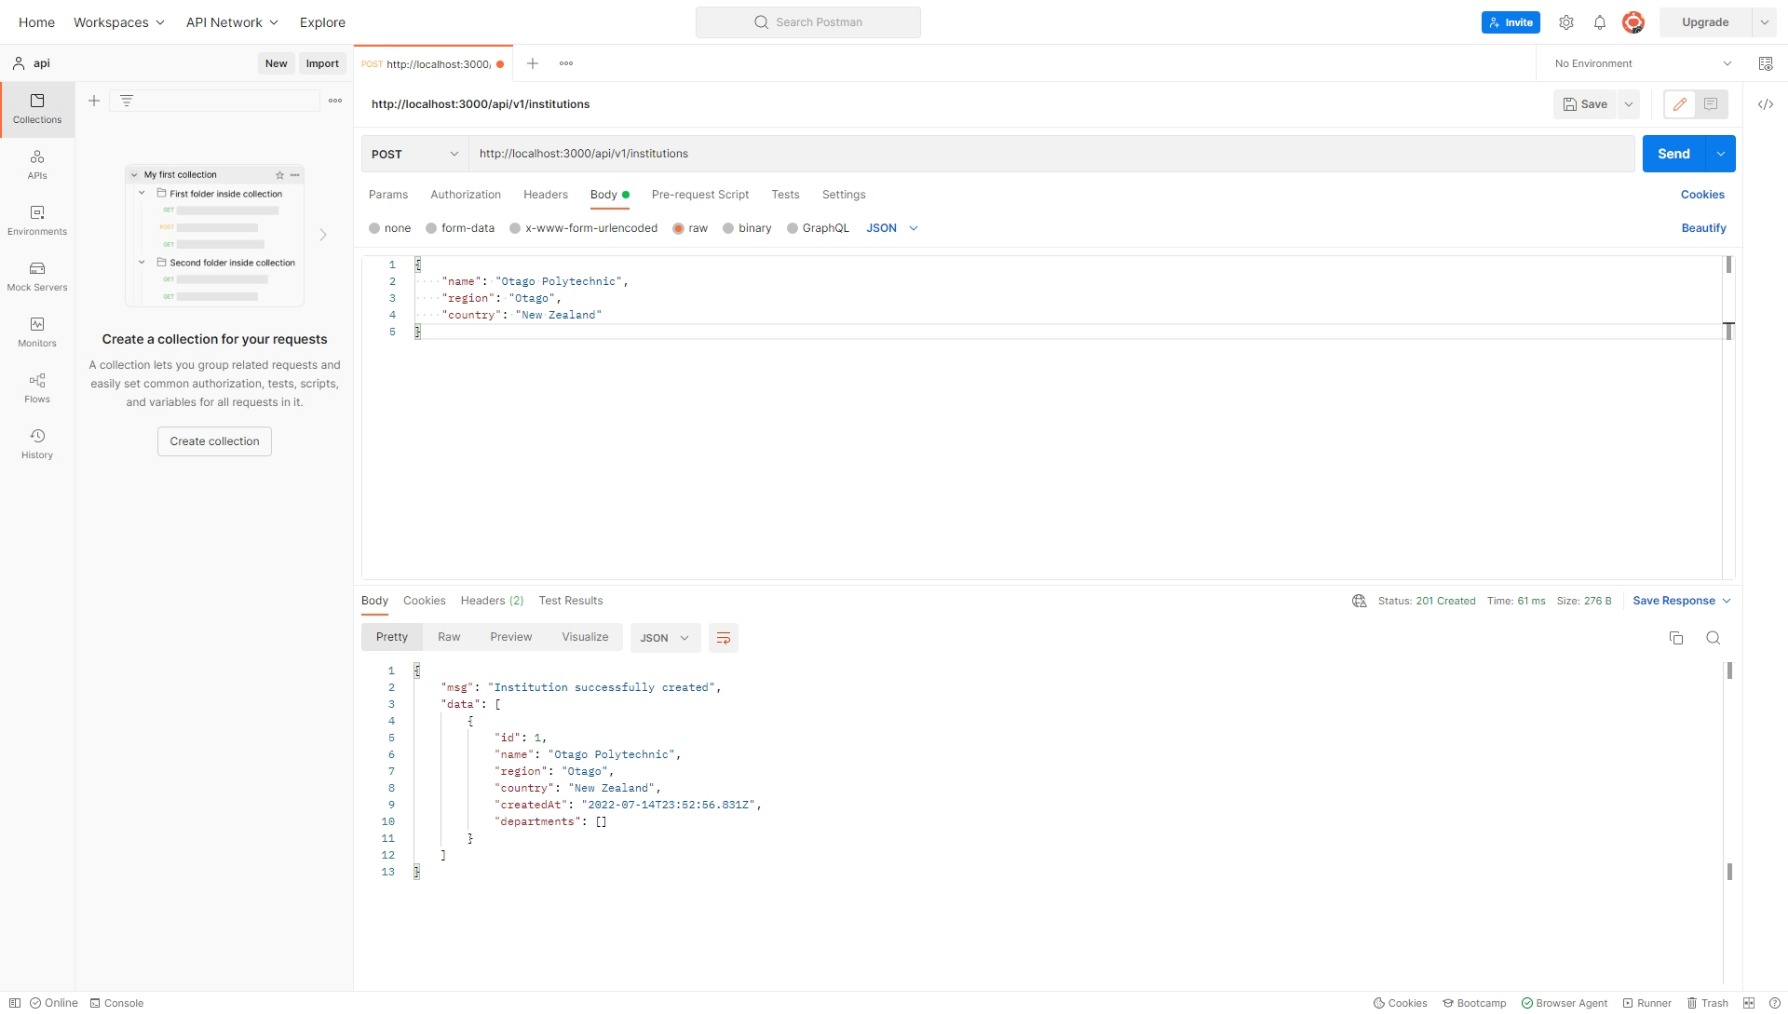 Home Workspaces API Network Explore Search Postman Invite Upgrade
api New Import POST http://localhost:3000/ No Environment
http://localhost:3000/api/v1/institutions Save
POST http://localhost:3000/api/v1/institutions Send
Params Authorization Headers Body Pre-request Script Tests Settings Cookies
none form-data x-www-form-urlencoded raw binary GraphQL JSON Beautify
1 {
2 "name": "Otago Polytechnic",
3 "region": "Otago",
4 "country": "New Zealand"
5 }
Collections
APIs
Environments
Mock Servers
Monitors
Flows
History
My first collection
First folder inside collection
GET
POST
GET
Second folder inside collection
GET
GET
Create a collection for your requests
A collection lets you group related requests and
easily set common authorization, tests, scripts,
and variables for all requests in it.
Create collection
Body Cookies Headers (2) Test Results Status: 201 Created Time: 61 ms Size: 276 B Save Response
Pretty Raw Preview Visualize JSON
1 {
2 "msg": "Institution successfully created",
3 "data": [
4 {
5 "id": 1,
6 "name": "Otago Polytechnic",
7 "region": "Otago",
8 "country": "New Zealand",
9 "createdAt": "2022-07-14T23:52:56.831Z",
10 "departments": []
11 }
12 ]
13 }
Online Console Cookies Bootcamp Browser Agent Runner Trash